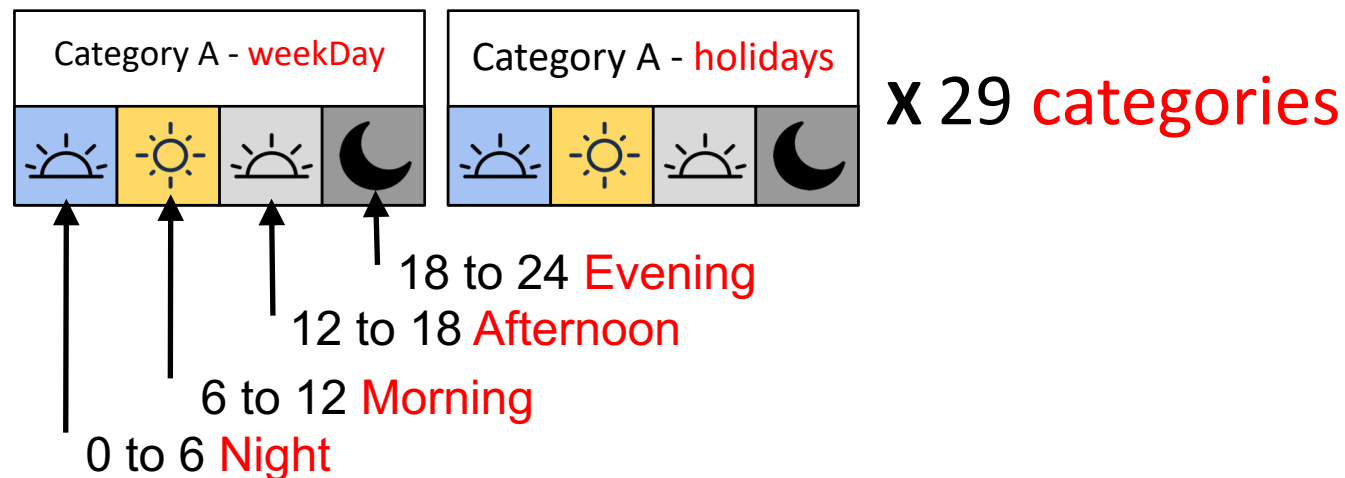 Category A - weekDay
Category A - holidays
X 29 categories
18 to 24 Evening
12 to 18 Afternoon
6 to 12 Morning
0 to 6 Night